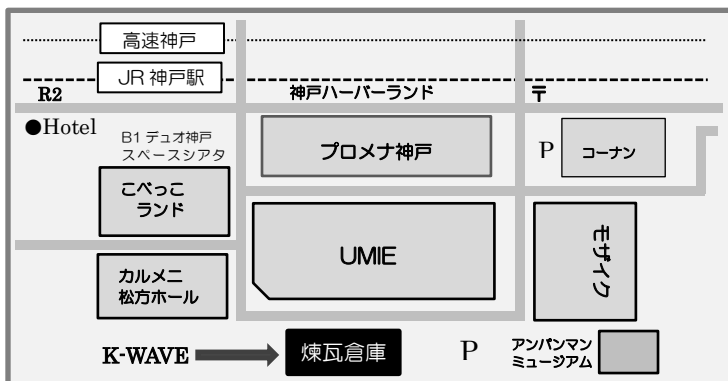 高速神戸
JR 神戸駅
R2
神戸ハーバーランド
〒
●Hotel
B1 デュオ神戸
スペースシアタ
プロメナ神戸
P
コーナン
こべっこ
ランド
UMIE
モザイク
カルメニ
松方ホール
K-WAVE
煉瓦倉庫
P
アンパンマン
ミュージアム